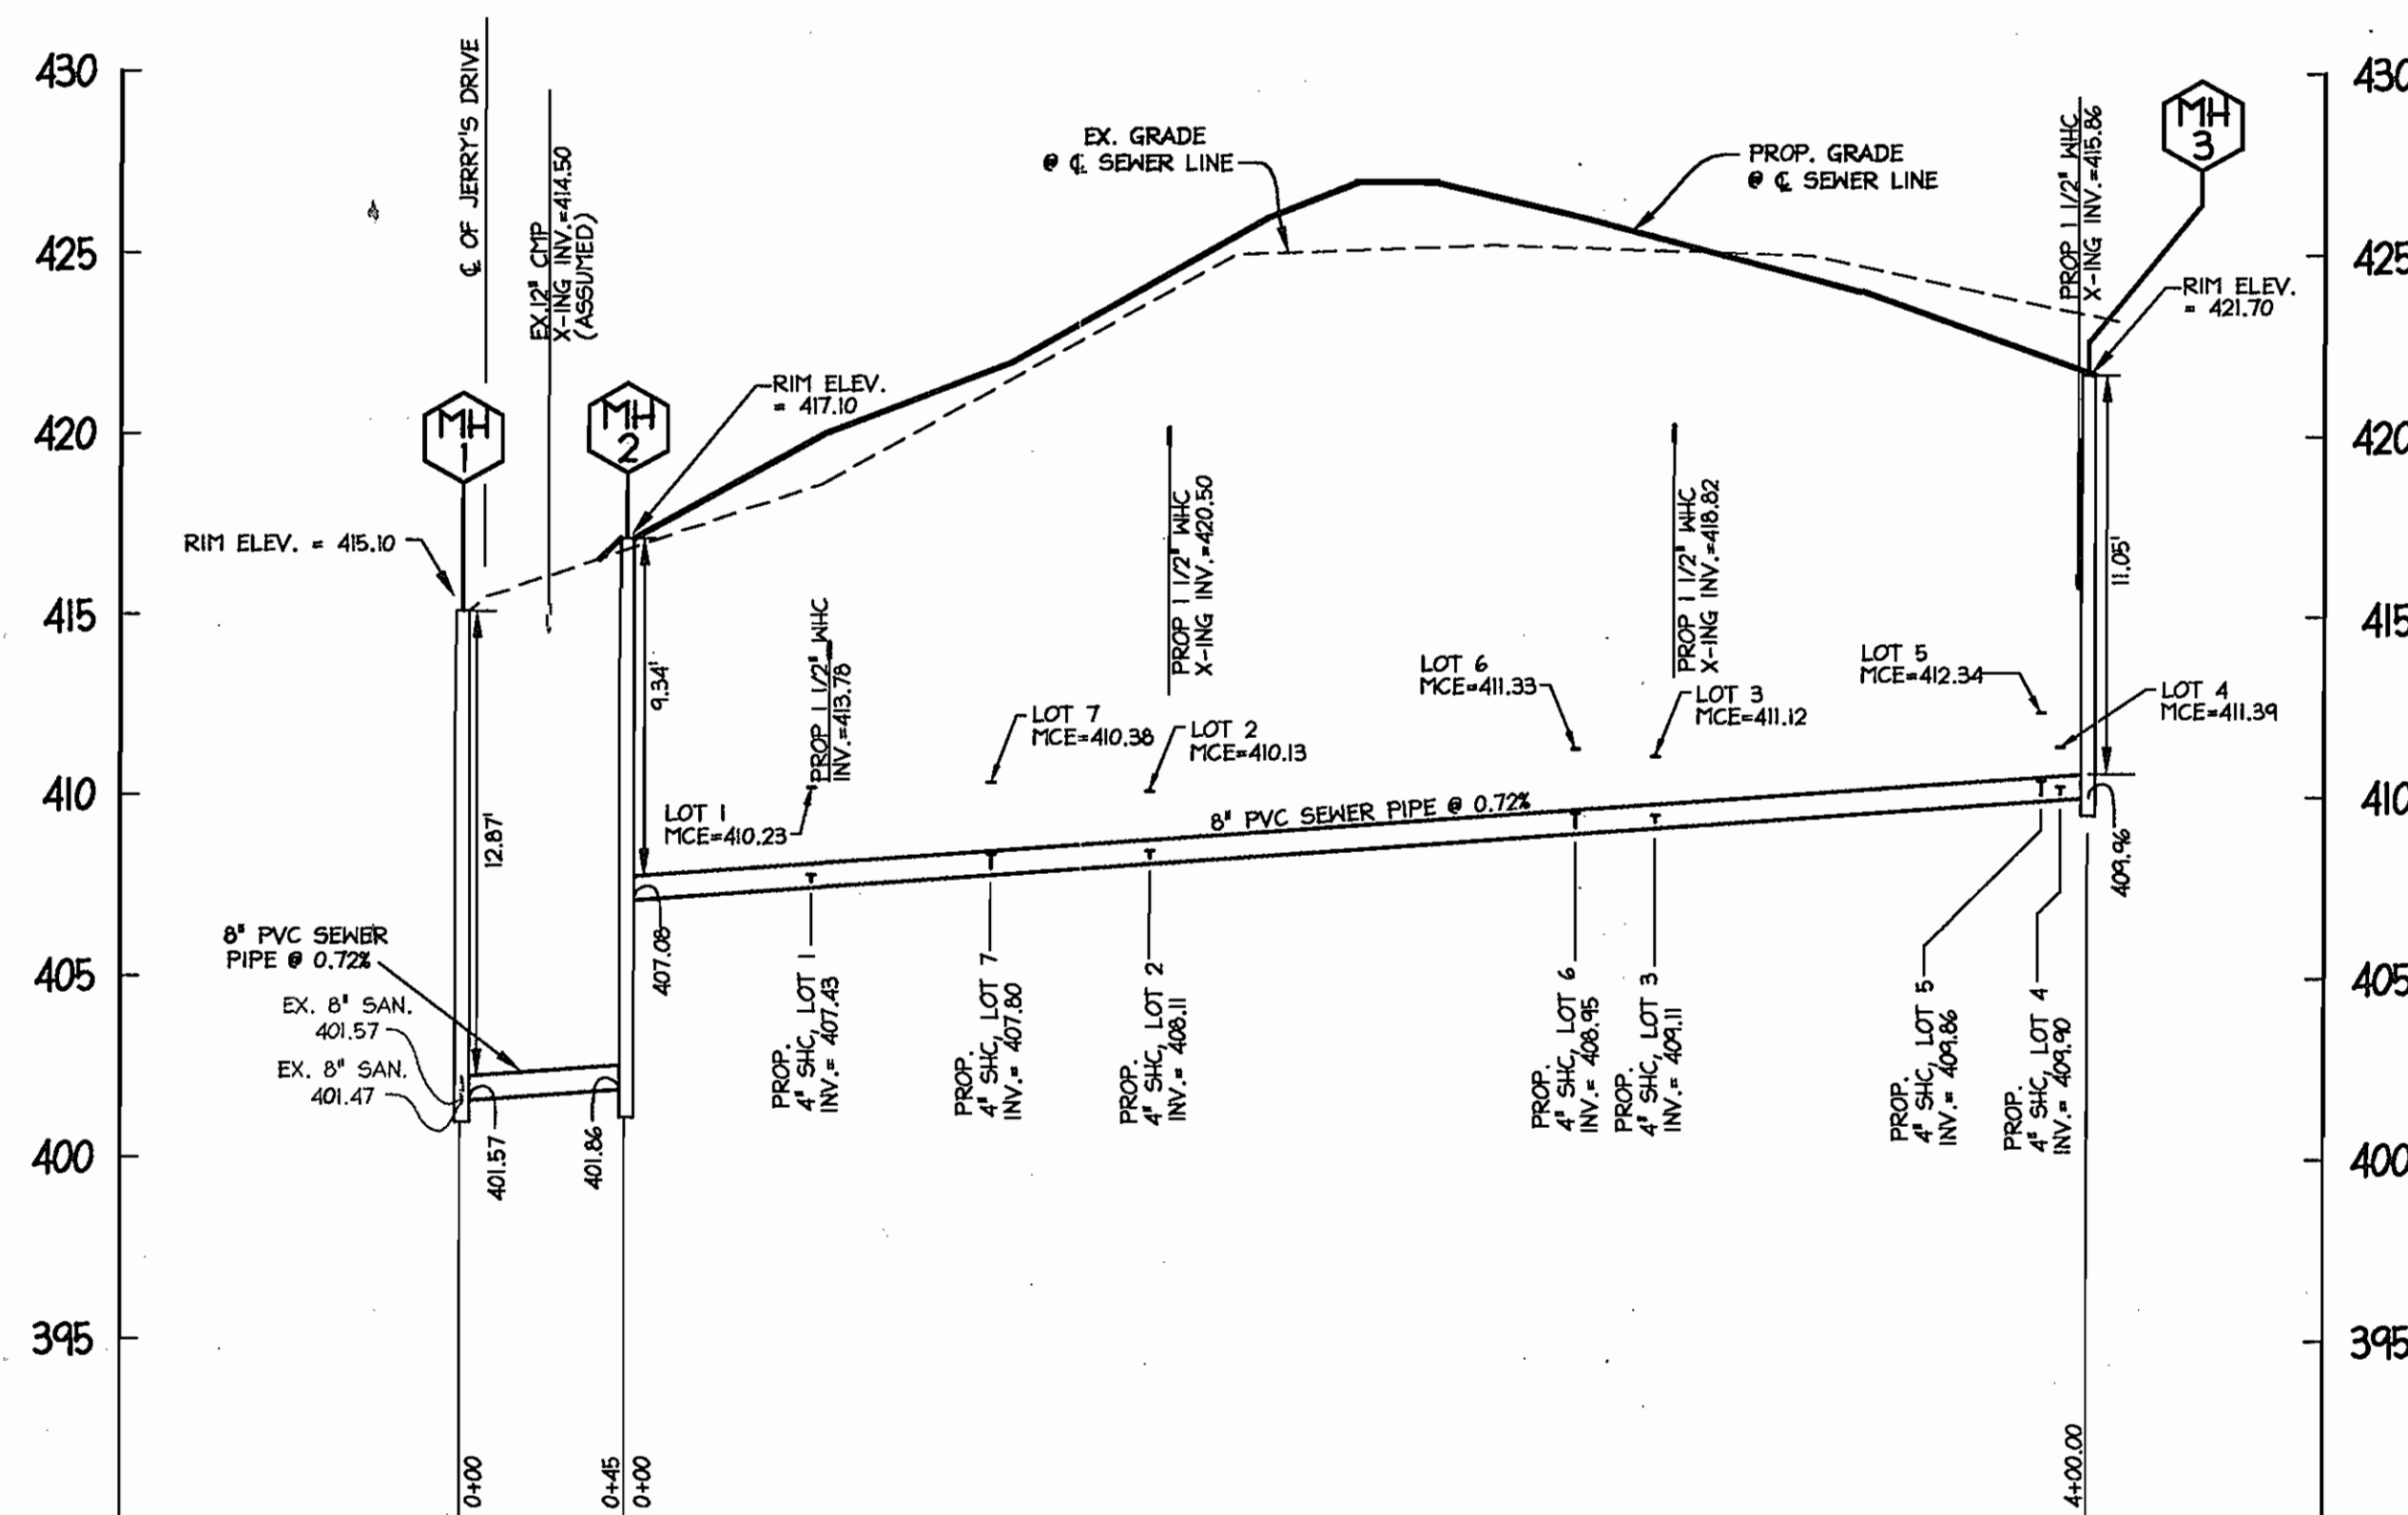 430
425
420
415
410
405
400
395
℄ OF JERRY'S DRIVE
EX.12" CMP
X-ING INV.=414.50
(ASSUMED)
MH
1
MH
2
RIM ELEV. = 415.10
RIM ELEV.
= 417.10
EX. GRADE
@ ℄ SEWER LINE
PROP. GRADE
@ ℄ SEWER LINE
PROP 1 1/2" WHC
X-ING INV.=415.86
MH
3
RIM ELEV.
= 421.70
12.87'
9.34'
11.05'
PROP 1 1/2" WHC
INV.=413.78
PROP 1 1/2" WHC
X-ING INV.=420.50
PROP 1 1/2" WHC
X-ING INV.=418.82
LOT 1
MCE=410.23
LOT 7
MCE=410.38
LOT 2
MCE=410.13
LOT 6
MCE=411.33
LOT 3
MCE=411.12
LOT 5
MCE=412.34
LOT 4
MCE=411.39
8" PVC SEWER PIPE @ 0.72%
8" PVC SEWER
PIPE @ 0.72%
EX. 8" SAN.
401.57
EX. 8" SAN.
401.47
401.57
401.86
407.08
409.96
PROP.
4" SHC, LOT 1
INV.= 407.43
PROP.
4" SHC, LOT 7
INV.= 407.80
PROP.
4" SHC, LOT 2
INV.= 408.11
PROP.
4" SHC, LOT 6
INV.= 408.95
PROP.
4" SHC, LOT 3
INV.= 409.11
PROP.
4" SHC, LOT 5
INV.= 409.86
PROP.
4" SHC, LOT 4
INV.= 409.90
0+00
0+45
0+00
4+00.00
430
425
420
415
410
405
400
395